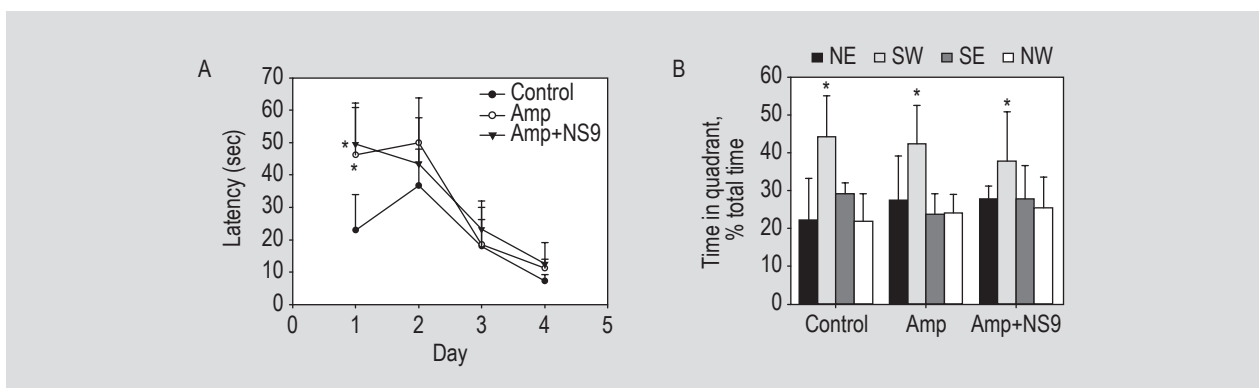 A
70
60
50
40
30
20
10
0
Latency (sec)
Control
Amp
Amp+NS9
*
*
0 1 2 3 4 5
Day
B
NE SW SE NW
60
50
40
30
20
10
0
Time in quadrant,
% total time
* * *
Control Amp Amp+NS9